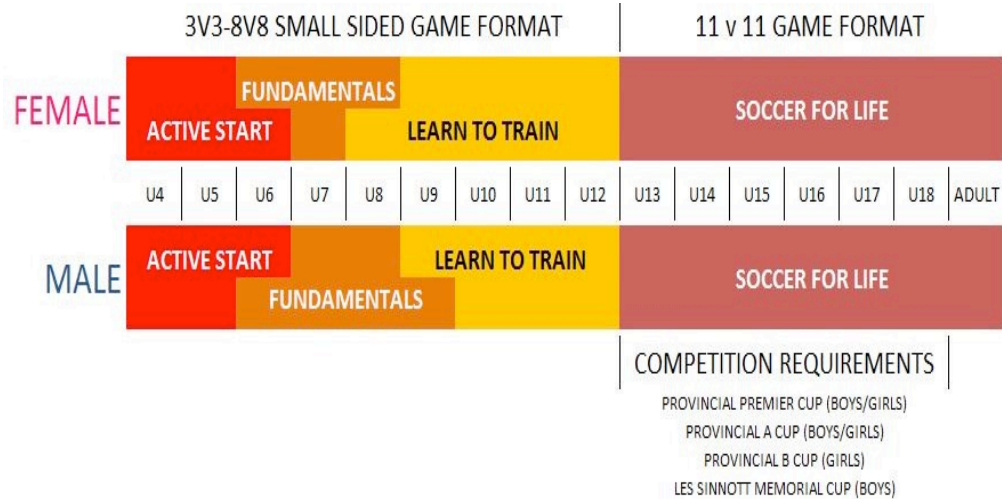 3V3-8V8 SMALL SIDED GAME FORMAT
11 v 11 GAME FORMAT
FEMALE
FUNDAMENTALS
ACTIVE START
LEARN TO TRAIN
SOCCER FOR LIFE
U4 U5 U6 U7 U8 U9 U10 U11 U12 U13 U14 U15 U16 U17 U18 ADULT
MALE
ACTIVE START
LEARN TO TRAIN
FUNDAMENTALS
SOCCER FOR LIFE
COMPETITION REQUIREMENTS
PROVINCIAL PREMIER CUP (BOYS/GIRLS)
PROVINCIAL A CUP (BOYS/GIRLS)
PROVINCIAL B CUP (GIRLS)
LES SINNOTT MEMORIAL CUP (BOYS)